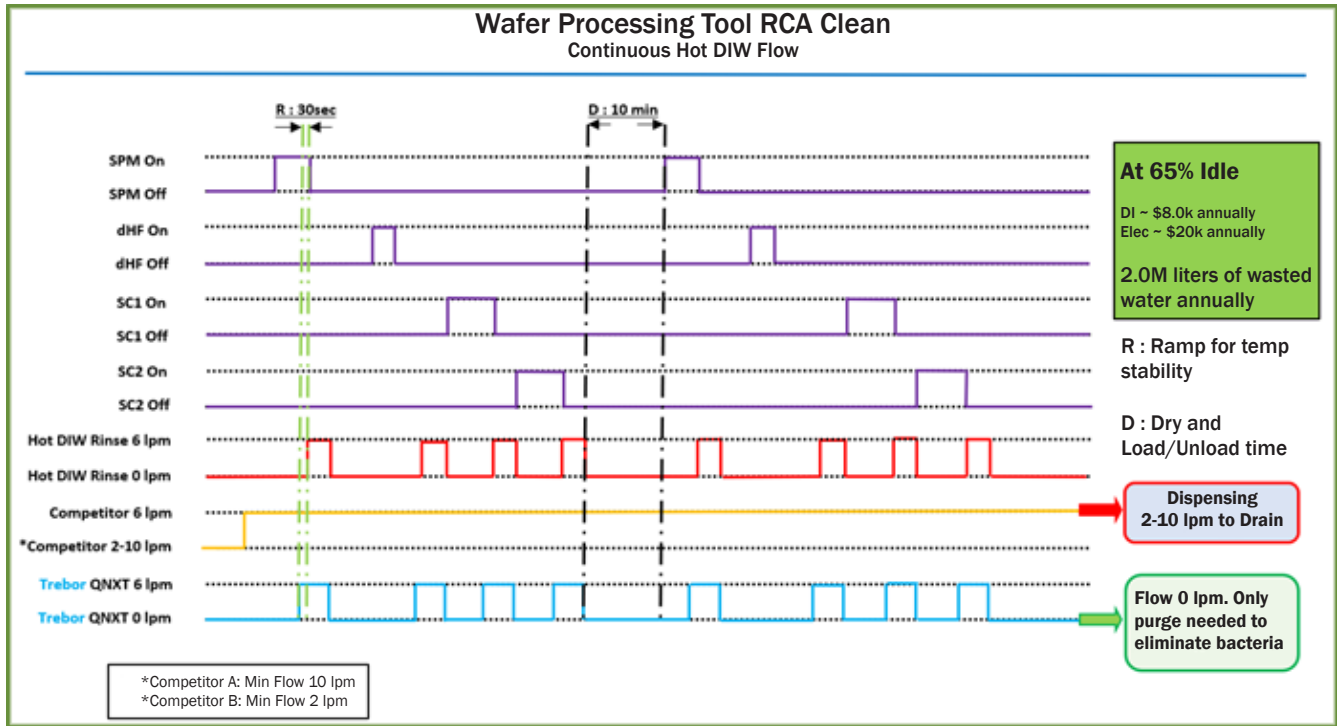 Wafer Processing Tool RCA Clean
Continuous Hot DIW Flow
R : 30sec
D : 10 min
SPM On
SPM Off
dHF On
dHF Off
SC1 On
SC1 Off
SC2 On
SC2 Off
Hot DIW Rinse 6 lpm
Hot DIW Rinse 0 lpm
Competitor 6 lpm
*Competitor 2-10 lpm
Trebor QNXT 6 lpm
Trebor QNXT 0 lpm
At 65% Idle
DI ~ $8.0k annually
Elec ~ $20k annually
2.0M liters of wasted
water annually
R : Ramp for temp
stability
D : Dry and
Load/Unload time
Dispensing
2-10 lpm to Drain
Flow 0 lpm. Only
purge needed to
eliminate bacteria
*Competitor A: Min Flow 10 lpm
*Competitor B: Min Flow 2 lpm